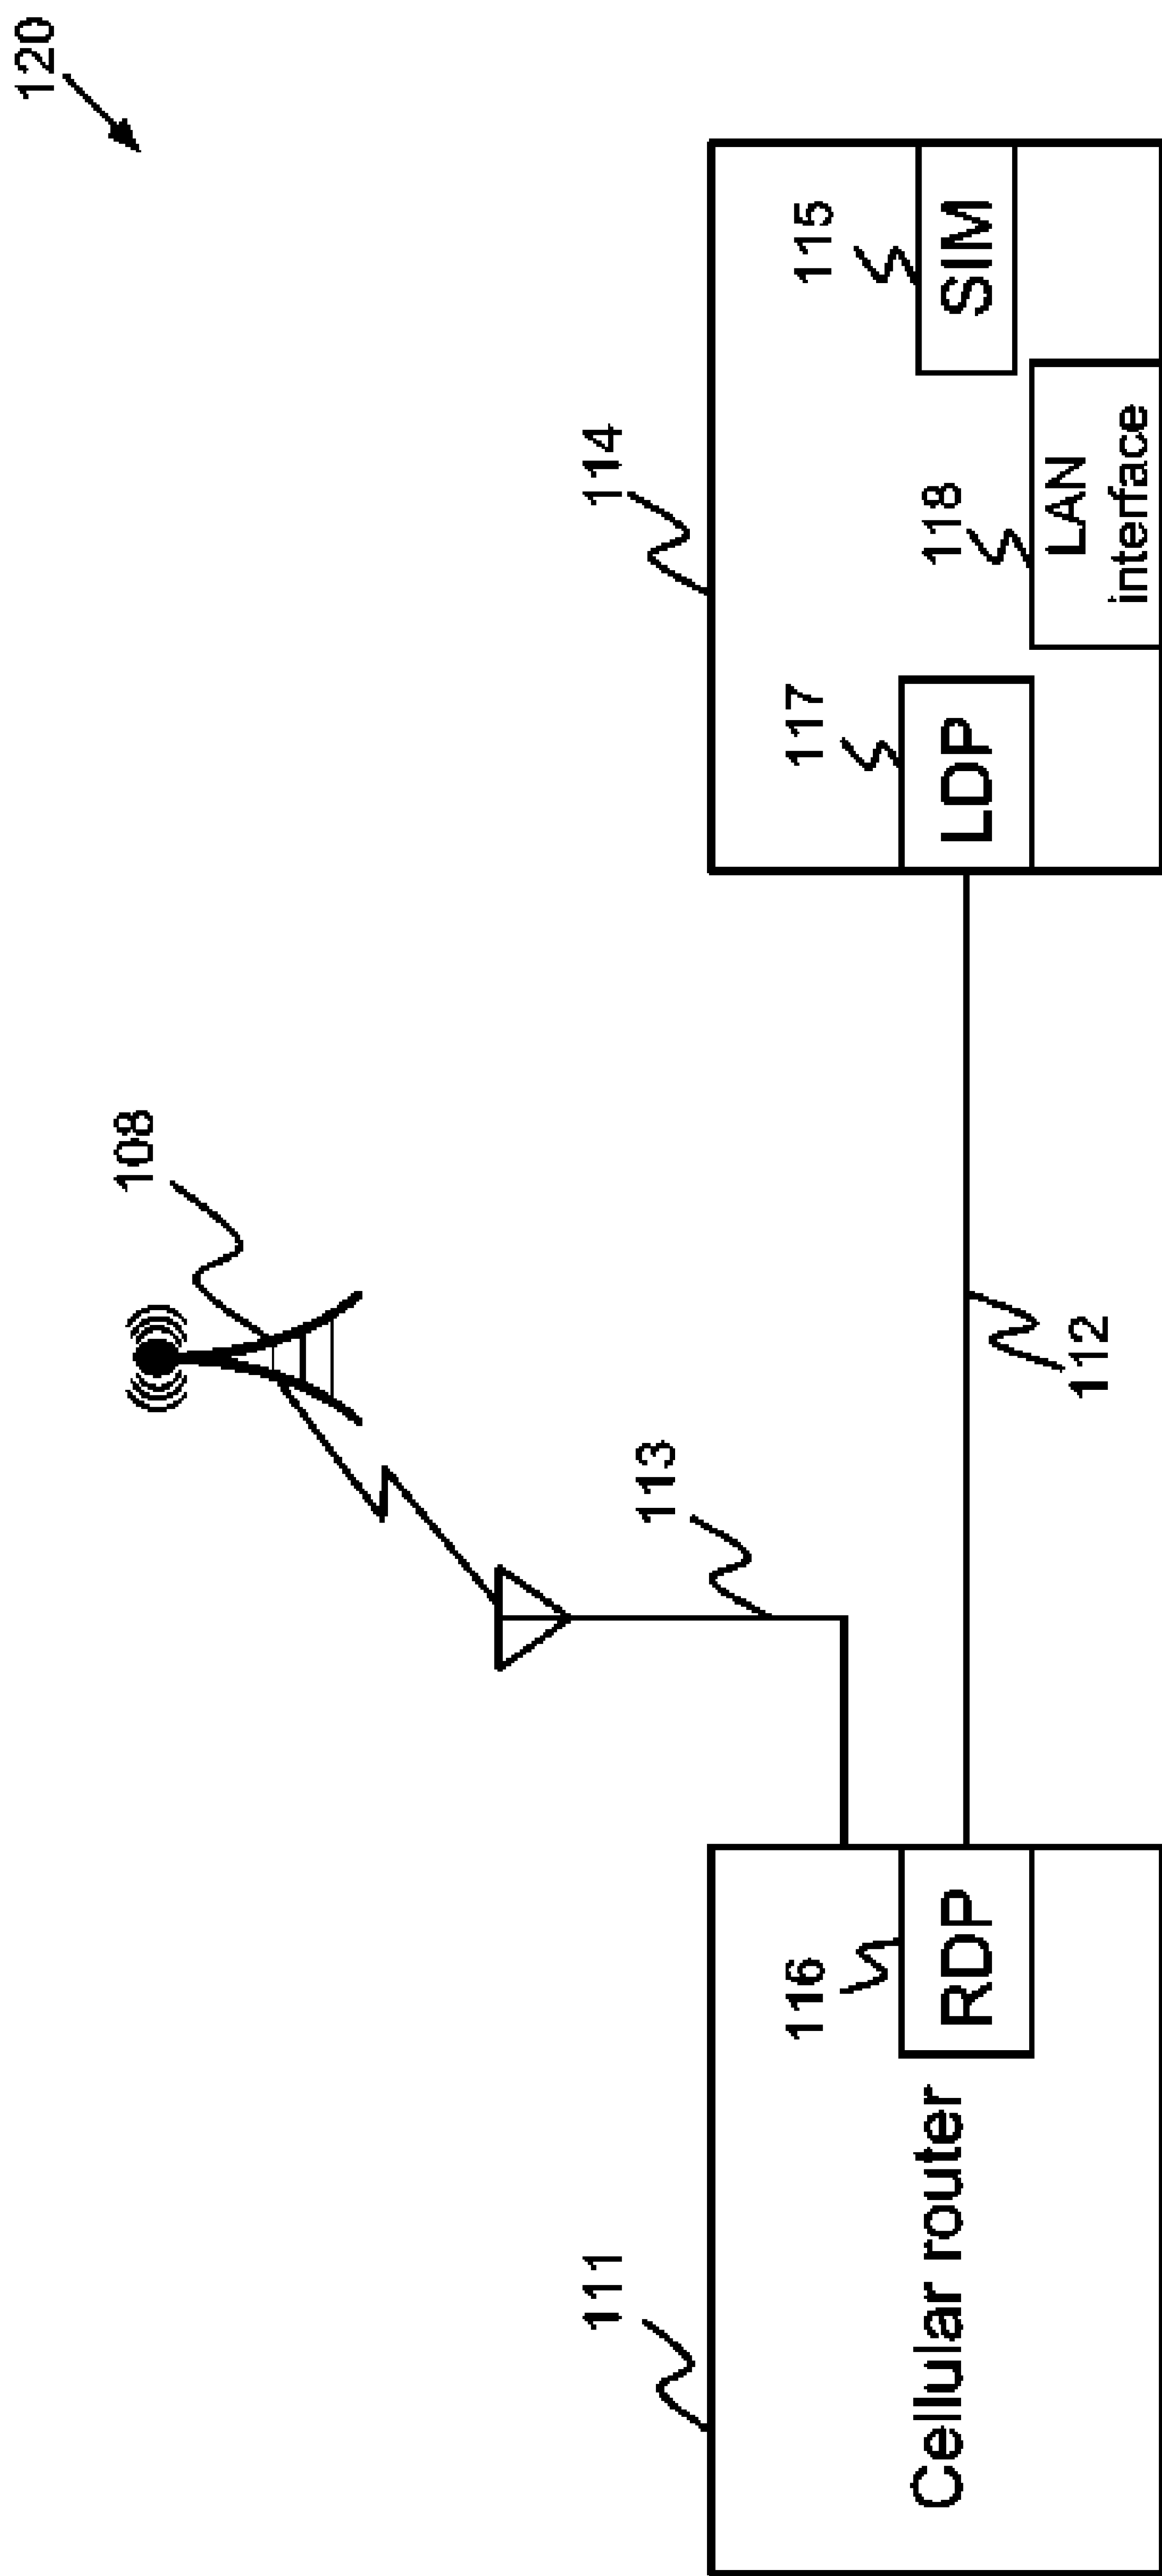 120
108
114
115
SIM
118
LAN
interface
117
LDP
113
112
111
116
RDP
Cellular router